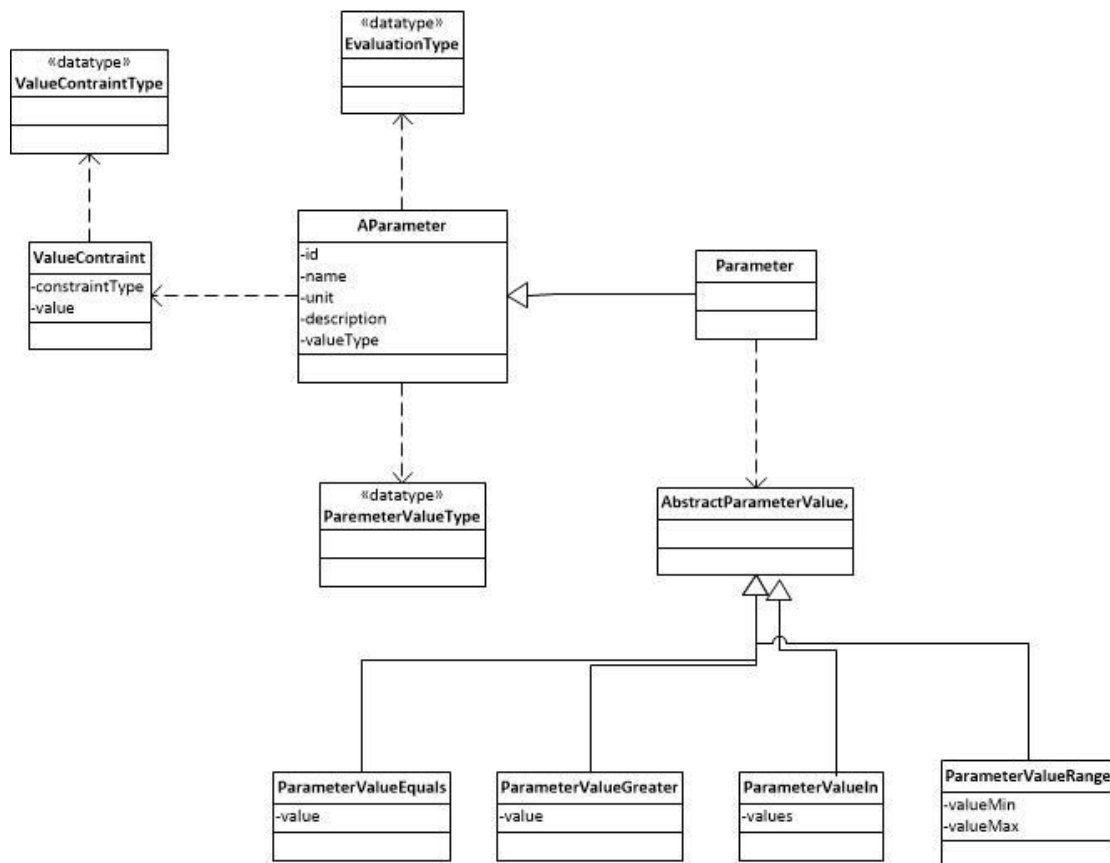 «datatype»
EvaluationType
«datatype»
ValueContraintType
AParameter
-id
-name
-unit
-description
-valueType
ValueContraint
-constraintType
-value
Parameter
«datatype»
ParemeterValueType
AbstractParameterValue,
ParameterValueEquals
-value
ParameterValueGreater
-value
ParameterValueIn
-values
ParameterValueRange
-valueMin
-valueMax